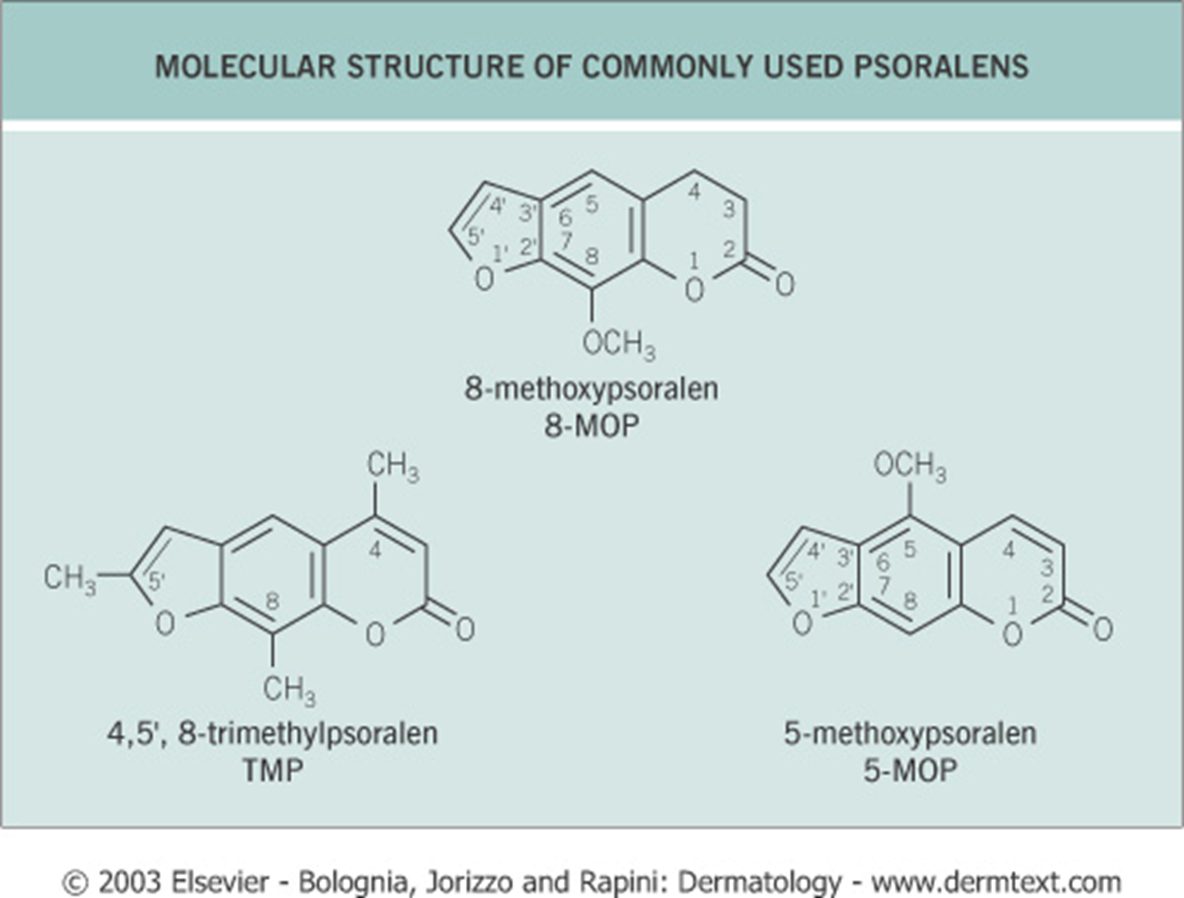 MOLECULAR STRUCTURE OF COMMONLY USED PSORALENS
4' 3' 5 4
5' 6 3
1' 2' 7 8 1 2
O O O
OCH3
8-methoxypsoralen
8-MOP
CH3
4
CH3 5' 8
O O O
CH3
4,5', 8-trimethylpsoralen
TMP
OCH3
4' 3' 5 4
5' 6 3
1' 2' 7 8 1 2
O O O
5-methoxypsoralen
5-MOP
© 2003 Elsevier - Bolognia, Jorizzo and Rapini: Dermatology - www.dermtext.com